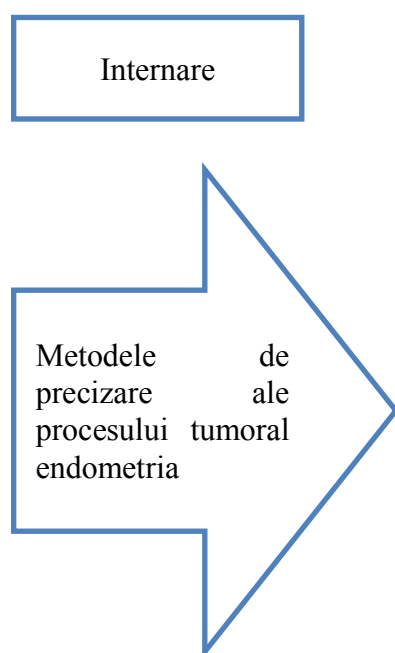 Internare
Metodele de
precizare ale
procesului tumoral
endometria